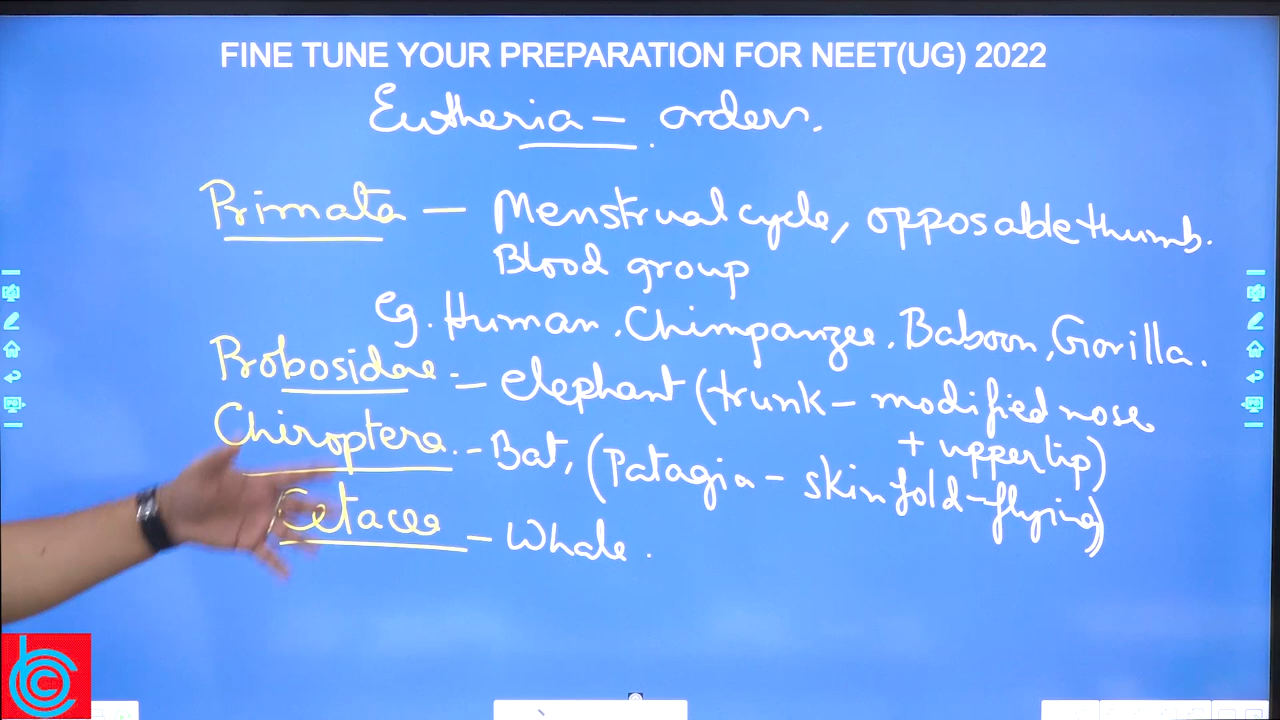 FINE TUNE YOUR PREPARATION FOR NEET(UG) 2022
Eutheria – orders.
Primata – Menstrual cycle, opposable thumb.
Blood group
Eg. Human, Chimpanzee, Baboon, Gorilla.
Probosidae – elephant (trunk – modified nose
+ upper lip)
Chiroptera – Bat, (Patagia – skin fold – flying)
Cetacea – Whale.